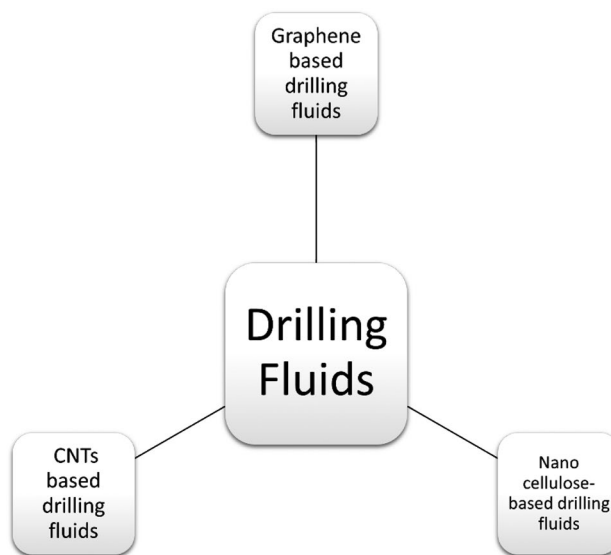 Graphene
based
drilling
fluids
Drilling
Fluids
CNTs
based
drilling
fluids
Nano
cellulose-
based drilling
fluids